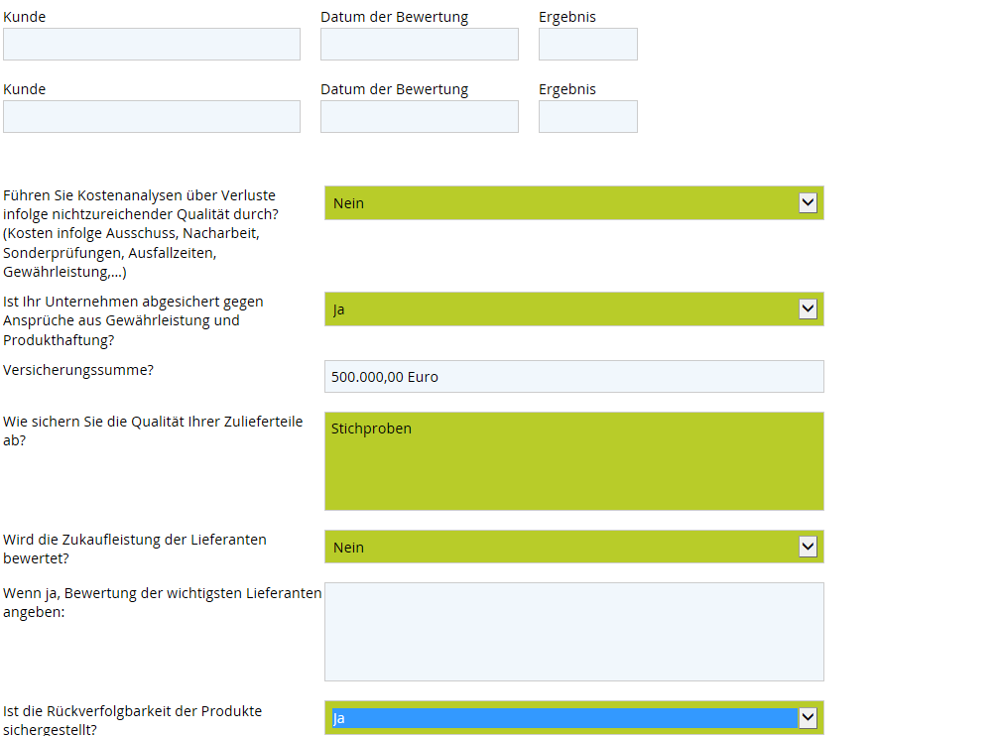 Kunde Datum der Bewertung Ergebnis
Kunde Datum der Bewertung Ergebnis
Führen Sie Kostenanalysen über Verluste
infolge nichtzureichender Qualität durch?
(Kosten infolge Ausschuss, Nacharbeit,
Sonderprüfungen, Ausfallzeiten,
Gewährleistung,...)
Nein
Ist Ihr Unternehmen abgesichert gegen
Ansprüche aus Gewährleistung und
Produkthaftung?
Ja
Versicherungssumme?
500.000,00 Euro
Wie sichern Sie die Qualität Ihrer Zulieferteile
ab?
Stichproben
Wird die Zukaufleistung der Lieferanten
bewertet?
Nein
Wenn ja, Bewertung der wichtigsten Lieferanten
angeben:
Ist die Rückverfolgbarkeit der Produkte
sichergestellt?
Ja